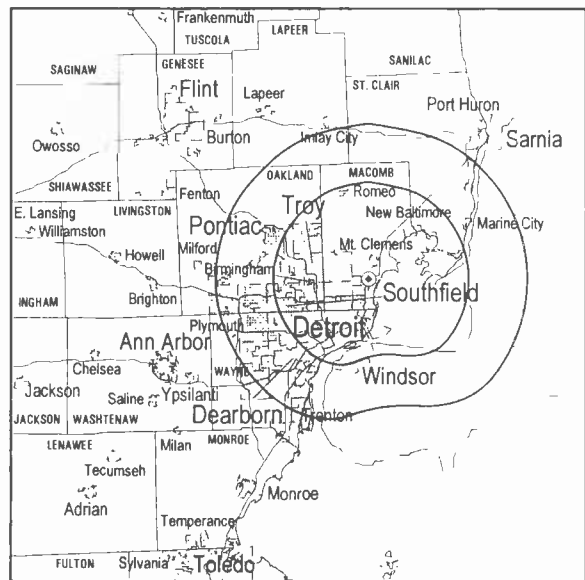 Frankenmuth
LAPEER
TUSCOLA
SAGINAW
GENESEE
SANILAC
Flint
Lapeer
ST. CLAIR
Port Huron
Owosso
Burton
Imlay City
Sarnia
SHIAWASSEE
Fenton
OAKLAND
MACOMB
Romeo
E. Lansing
LIVINGSTON
Troy
New Baltimore
Williamston
Pontiac
Marine City
Howell
Milford
Mt. Clemens
Birmingham
INGHAM
Brighton
Southfield
Plymouth
Detroit
Ann Arbor
Chelsea
WAYNE
Windsor
Jackson
Saline
Ypsilanti
JACKSON
WASHTENAW
Dearborn
Trenton
LENAWEE
Milan
MONROE
Tecumseh
Adrian
Monroe
Temperance
FULTON
Sylvania
Toledo